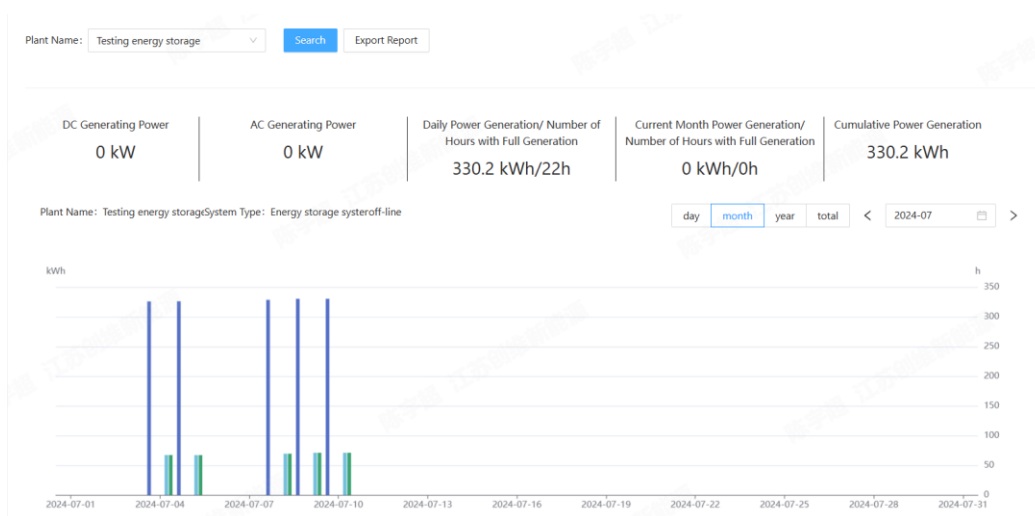 Plant Name: Testing energy storage Search Export Report
DC Generating Power
0 kW
AC Generating Power
0 kW
Daily Power Generation/ Number of
Hours with Full Generation
330.2 kWh/22h
Current Month Power Generation/
Number of Hours with Full Generation
0 kWh/0h
Cumulative Power Generation
330.2 kWh
Plant Name: Testing energy storageSystem Type: Energy storage systeroff-line
day month year total < 2024-07 >
kWh h
350
300
250
200
150
100
50
0
2024-07-01 2024-07-04 2024-07-07 2024-07-10 2024-07-13 2024-07-16 2024-07-19 2024-07-22 2024-07-25 2024-07-28 2024-07-31